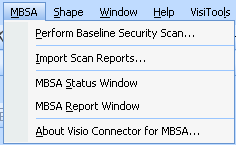 MBSA Shape Window Help VisiTools
Perform Baseline Security Scan...
Import Scan Reports...
MBSA Status Window
MBSA Report Window
About Visio Connector for MBSA...